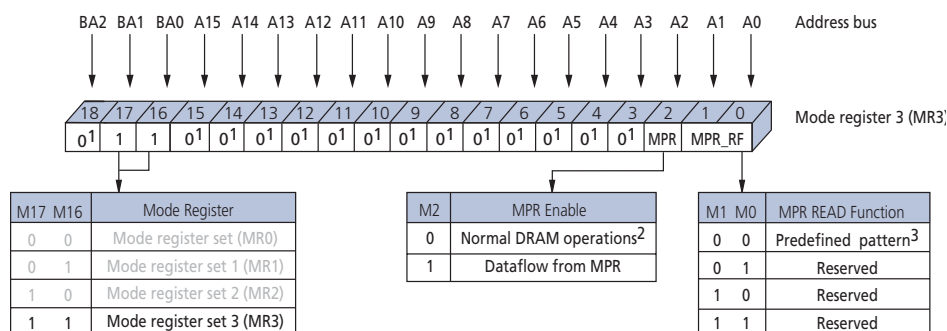 BA2 BA1 BA0 A15 A14 A13 A12 A11 A10 A9 A8 A7 A6 A5 A4 A3 A2 A1 A0 Address bus
18 17 16 15 14 13 12 11 10 9 8 7 6 5 4 3 2 1 0 Mode register 3 (MR3)
0¹ 1 1 0¹ 0¹ 0¹ 0¹ 0¹ 0¹ 0¹ 0¹ 0¹ 0¹ 0¹ 0¹ 0¹ MPR MPR_RF
M17 M16 Mode Register
0 0 Mode register set (MR0)
0 1 Mode register set 1 (MR1)
1 0 Mode register set 2 (MR2)
1 1 Mode register set 3 (MR3)
M2 MPR Enable
0 Normal DRAM operations²
1 Dataflow from MPR
M1 M0 MPR READ Function
0 0 Predefined pattern³
0 1 Reserved
1 0 Reserved
1 1 Reserved